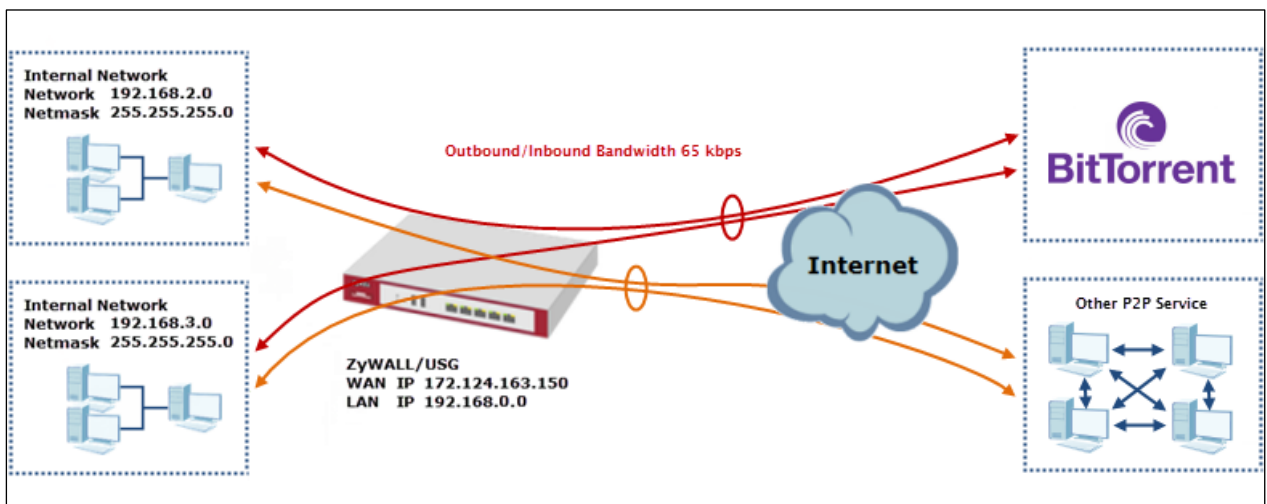 Internal Network
Network 192.168.2.0
Netmask 255.255.255.0
Outbound/Inbound Bandwidth 65 kbps
BitTorrent
Internet
Internal Network
Network 192.168.3.0
Netmask 255.255.255.0
ZyWALL/USG
WAN IP 172.124.163.150
LAN IP 192.168.0.0
Other P2P Service